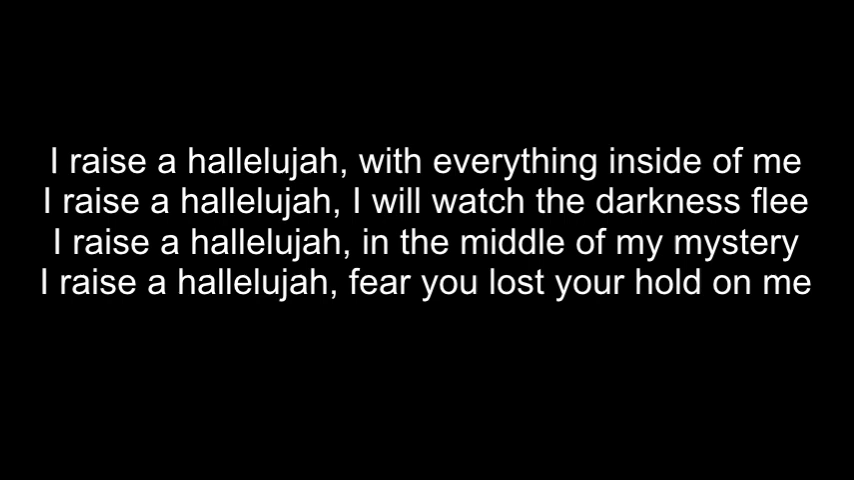 I raise a hallelujah, with everything inside of me
I raise a hallelujah, I will watch the darkness flee
I raise a hallelujah, in the middle of my mystery
I raise a hallelujah, fear you lost your hold on me